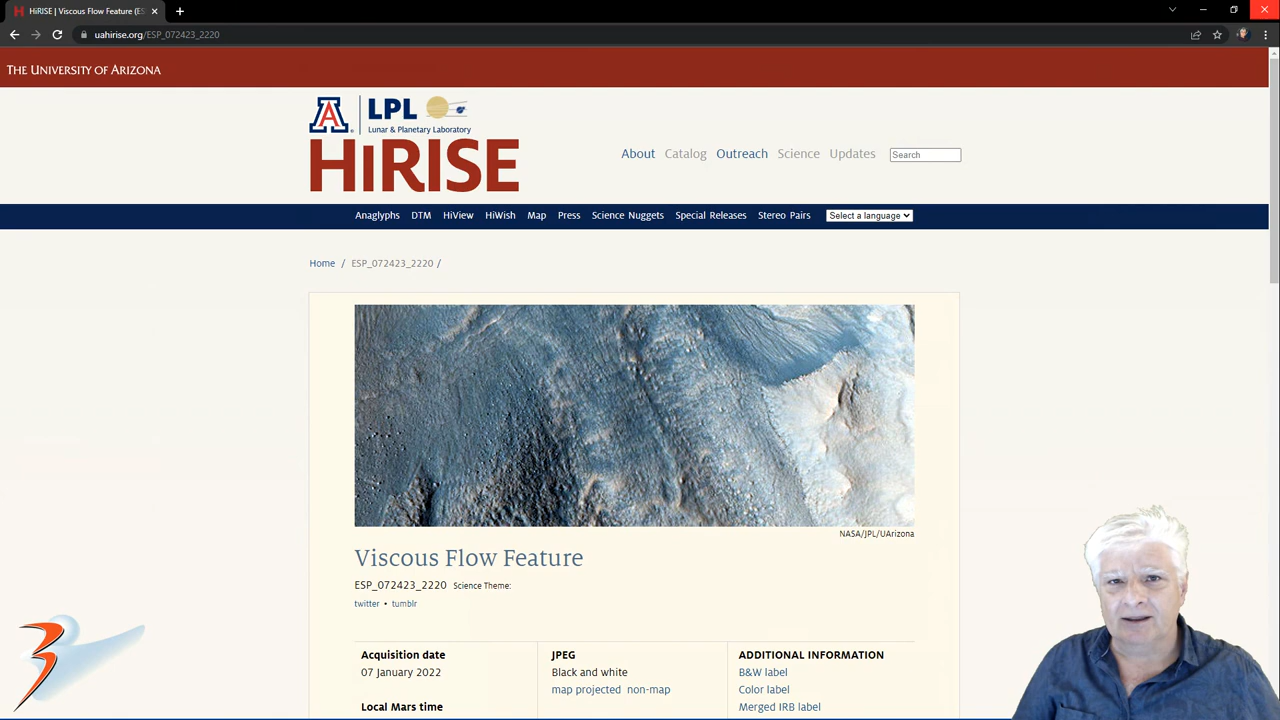 HiRISE | Viscous Flow Feature (ES
uahirise.org/ESP_072423_2220
THE UNIVERSITY OF ARIZONA
A LPL
Lunar & Planetary Laboratory
HiRISE
About Catalog Outreach Science Updates Search
Anaglyphs DTM HiView HiWish Map Press Science Nuggets Special Releases Stereo Pairs Select a language
Home / ESP_072423_2220 /
NASA/JPL/UArizona
Viscous Flow Feature
ESP_072423_2220 Science Theme:
twitter • tumblr
Acquisition date JPEG ADDITIONAL INFORMATION
07 January 2022 Black and white B&W label
map projected non-map Color label
Local Mars time Merged IRB label